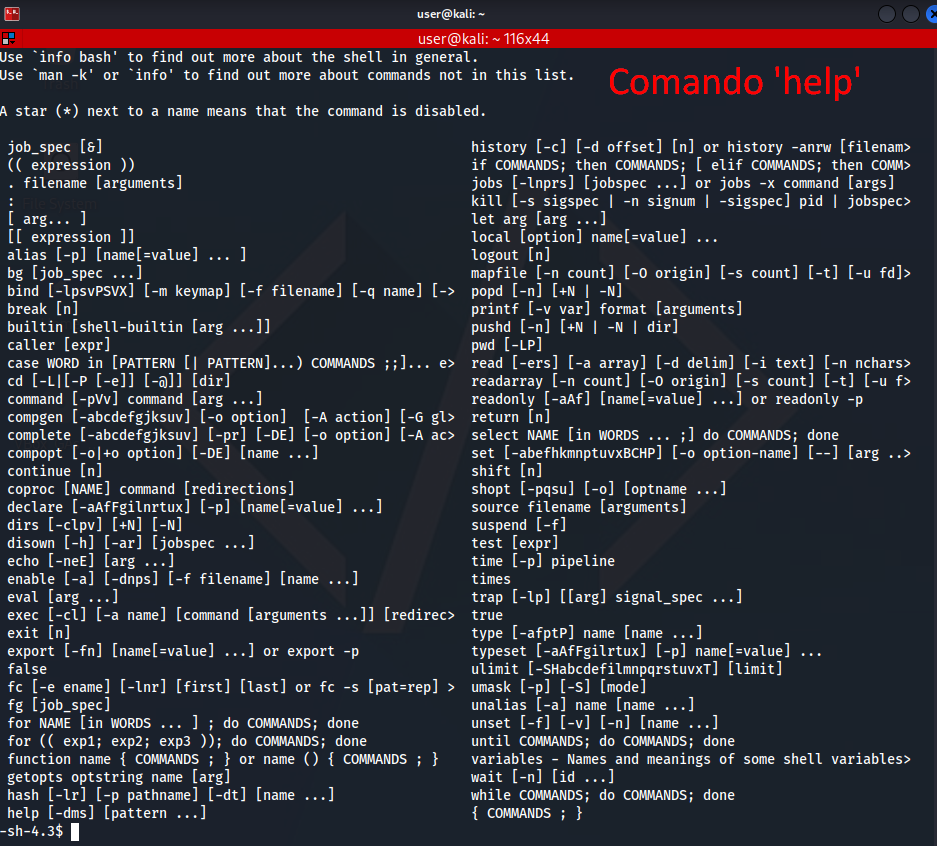 user@kali: ~
user@kali: ~ 116x44
Use `info bash' to find out more about the shell in general.
Use `man -k' or `info' to find out more about commands not in this list.
Comando 'help'
A star (*) next to a name means that the command is disabled.
job_spec [&]
(( expression ))
. filename [arguments]
:
[ arg... ]
[[ expression ]]
alias [-p] [name[=value] ... ]
bg [job_spec ...]
bind [-lpsvPSVX] [-m keymap] [-f filename] [-q name] [->
break [n]
builtin [shell-builtin [arg ...]]
caller [expr]
case WORD in [PATTERN [| PATTERN]...) COMMANDS ;;]... e>
cd [-L|[-P [-e]] [-@]] [dir]
command [-pVv] command [arg ...]
compgen [-abcdefgjksuv] [-o option]  [-A action] [-G gl>
complete [-abcdefgjksuv] [-pr] [-DE] [-o option] [-A ac>
compopt [-o|+o option] [-DE] [name ...]
continue [n]
coproc [NAME] command [redirections]
declare [-aAfFgilnrtux] [-p] [name[=value] ...]
dirs [-clpv] [+N] [-N]
disown [-h] [-ar] [jobspec ...]
echo [-neE] [arg ...]
enable [-a] [-dnps] [-f filename] [name ...]
eval [arg ...]
exec [-cl] [-a name] [command [arguments ...]] [redirec>
exit [n]
export [-fn] [name[=value] ...] or export -p
false
fc [-e ename] [-lnr] [first] [last] or fc -s [pat=rep] >
fg [job_spec]
for NAME [in WORDS ... ] ; do COMMANDS; done
for (( exp1; exp2; exp3 )); do COMMANDS; done
function name { COMMANDS ; } or name () { COMMANDS ; }
getopts optstring name [arg]
hash [-lr] [-p pathname] [-dt] [name ...]
help [-dms] [pattern ...]
history [-c] [-d offset] [n] or history -anrw [filenam>
if COMMANDS; then COMMANDS; [ elif COMMANDS; then COMM>
jobs [-lnprs] [jobspec ...] or jobs -x command [args]
kill [-s sigspec | -n signum | -sigspec] pid | jobspec>
let arg [arg ...]
local [option] name[=value] ...
logout [n]
mapfile [-n count] [-O origin] [-s count] [-t] [-u fd]>
popd [-n] [+N | -N]
printf [-v var] format [arguments]
pushd [-n] [+N | -N | dir]
pwd [-LP]
read [-ers] [-a array] [-d delim] [-i text] [-n nchars>
readarray [-n count] [-O origin] [-s count] [-t] [-u f>
readonly [-aAf] [name[=value] ...] or readonly -p
return [n]
select NAME [in WORDS ... ;] do COMMANDS; done
set [-abefhkmnptuvxBCHP] [-o option-name] [--] [arg ..>
shift [n]
shopt [-pqsu] [-o] [optname ...]
source filename [arguments]
suspend [-f]
test [expr]
time [-p] pipeline
times
trap [-lp] [[arg] signal_spec ...]
true
type [-afptP] name [name ...]
typeset [-aAfFgilrtux] [-p] name[=value] ...
ulimit [-SHabcdefilmnpqrstuvxT] [limit]
umask [-p] [-S] [mode]
unalias [-a] name [name ...]
unset [-f] [-v] [-n] [name ...]
until COMMANDS; do COMMANDS; done
variables - Names and meanings of some shell variables>
wait [-n] [id ...]
while COMMANDS; do COMMANDS; done
{ COMMANDS ; }
-sh-4.3$